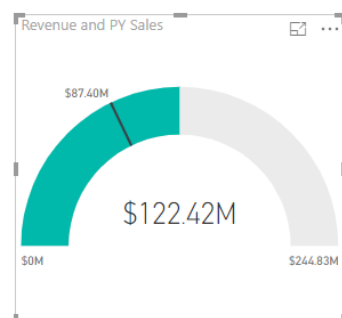 Revenue and PY Sales
$87.40M
$122.42M
$0M
$244.83M